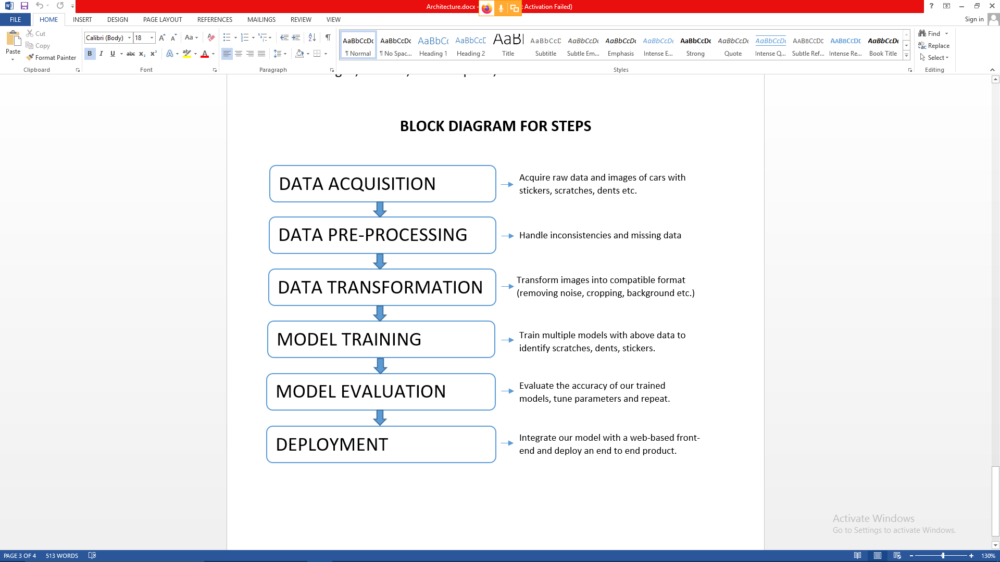 Architecture.docx - t Activation Failed)
FILE HOME INSERT DESIGN PAGE LAYOUT REFERENCES MAILINGS REVIEW VIEW Sign in
Cut
Copy
Format Painter
Paste
Clipboard
Calibri (Body) 18
Font
Paragraph
AaBbCcDc AaBbCcDc AaBbCc AaBbCcD AaBl AaBbCcD AaBbCcDc AaBbCcDc AaBbCcDc AaBbCcDc AaBbCcDc AaBbCcDc AABBCCDE AABBCCDE AaBbCcDc
¶ Normal ¶ No Spac... Heading 1 Heading 2 Title Subtitle Subtle Em... Emphasis Intense E... Strong Quote Intense Q... Subtle Ref... Intense Re... Book Title
Styles
Find
Replace
Select
Editing
BLOCK DIAGRAM FOR STEPS
DATA ACQUISITION
Acquire raw data and images of cars with
stickers, scratches, dents etc.
DATA PRE-PROCESSING
Handle inconsistencies and missing data
DATA TRANSFORMATION
Transform images into compatible format
(removing noise, cropping, background etc.)
MODEL TRAINING
Train multiple models with above data to
identify scratches, dents, stickers.
MODEL EVALUATION
Evaluate the accuracy of our trained
models, tune parameters and repeat.
DEPLOYMENT
Integrate our model with a web-based front-
end and deploy an end to end product.
Activate Windows
Go to Settings to activate Windows.
PAGE 3 OF 4 513 WORDS 130%